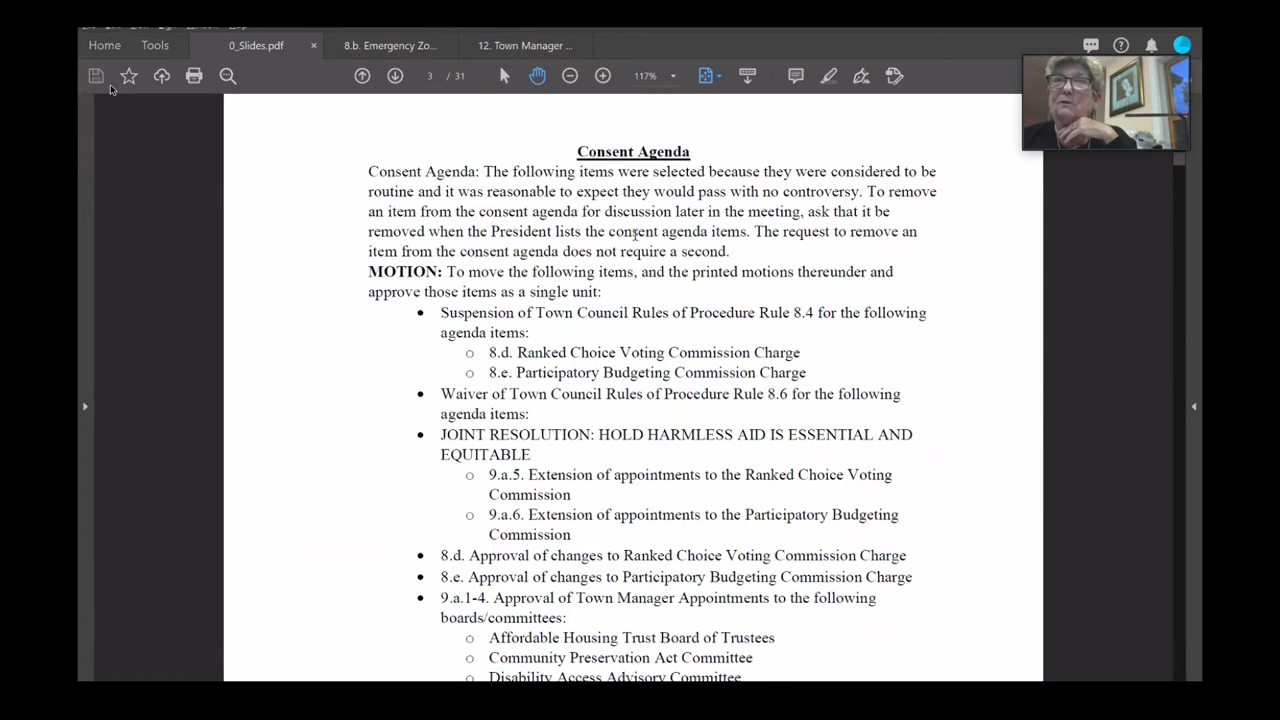 Home
Tools
0_Slides.pdf
×
8.b. Emergency Zo...
12. Town Manager ...
3 / 31
117%
Consent Agenda
Consent Agenda: The following items were selected because they were considered to be
routine and it was reasonable to expect they would pass with no controversy. To remove
an item from the consent agenda for discussion later in the meeting, ask that it be
removed when the President lists the consent agenda items. The request to remove an
item from the consent agenda does not require a second.
MOTION: To move the following items, and the printed motions thereunder and
approve those items as a single unit:
• Suspension of Town Council Rules of Procedure Rule 8.4 for the following
agenda items:
o 8.d. Ranked Choice Voting Commission Charge
o 8.e. Participatory Budgeting Commission Charge
• Waiver of Town Council Rules of Procedure Rule 8.6 for the following
agenda items:
• JOINT RESOLUTION: HOLD HARMLESS AID IS ESSENTIAL AND
EQUITABLE
o 9.a.5. Extension of appointments to the Ranked Choice Voting
Commission
o 9.a.6. Extension of appointments to the Participatory Budgeting
Commission
• 8.d. Approval of changes to Ranked Choice Voting Commission Charge
• 8.e. Approval of changes to Participatory Budgeting Commission Charge
• 9.a.1-4. Approval of Town Manager Appointments to the following
boards/committees:
o Affordable Housing Trust Board of Trustees
o Community Preservation Act Committee
o Disability Access Advisory Committee